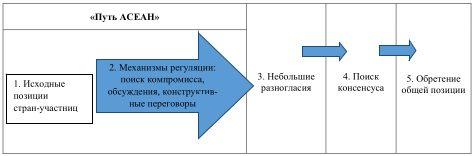 «Путь АСЕАН»
1. Исходные
позиции
стран-участниц
2. Механизмы регуляции:
поиск компромисса,
обсуждения, конструктив-
ные переговоры
3. Небольшие
разногласия
4. Поиск
консенсуса
5. Обретение
общей позиции